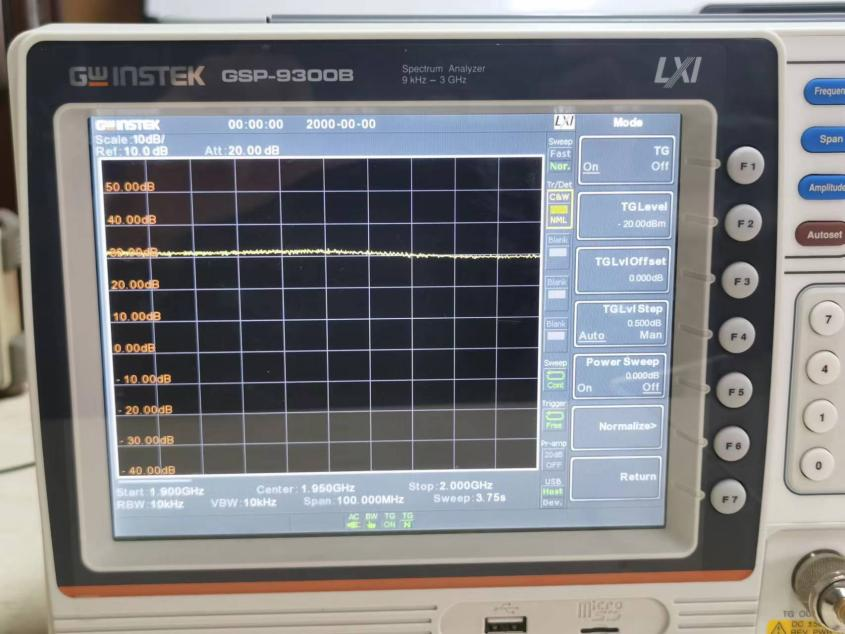 GWINSTEK GSP-9300B Spectrum Analyzer LXI
9 kHz – 3 GHz
GWINSTEK 00:00:00 2000-00-00 LXI Mode
Scale:10dB/
Ref:10.0 dB Att:20.00 dB
50.00dB
40.00dB
30.00dB
20.00dB
10.00dB
0.00dB
-10.00dB
-20.00dB
-30.00dB
-40.00dB
Start:1.900GHz Center:1.950GHz Stop:2.000GHz
RBW:10kHz VBW:10kHz Span:100.000MHz Sweep:3.75s
AC BW TG TG
ON N
Sweep
Fast
Nor.
Tr/Det
C&W
NML
Blank
Blank
Blank
Sweep
Cont
Trigger
Free
Pr-amp
20dB
OFF
USB
Host
Dev.
TG
On Off
TG Level
-20.00dBm
TG Lvl Offset
0.000dB
TG Lvl Step
0.500dB
Auto Man
Power Sweep
0.000dB
On Off
Normalize>
Return
F 1
F 2
F 3
F 4
F 5
F 6
F 7
Frequen
Span
Amplitude
Autoset
7
4
1
0
micro
TG OU
DC ±50
REV PWR